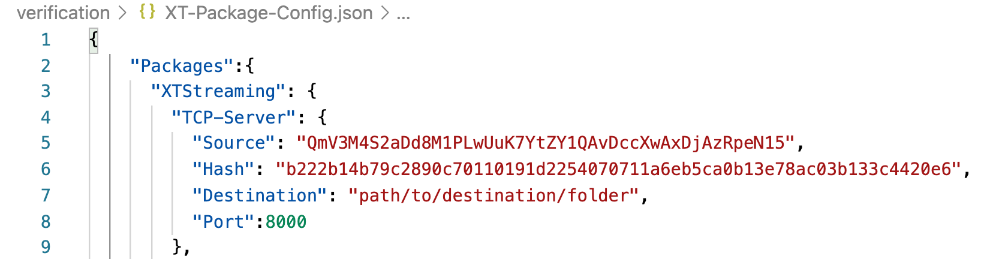 verification > {} XT-Package-Config.json > ...
1 {
2 "Packages":{
3 "XTStreaming": {
4 "TCP-Server": {
5 "Source": "QmV3M4S2aDd8M1PLwUuK7YtZY1QAvDccXwAxDjAzRpeN15",
6 "Hash": "b222b14b79c2890c70110191d2254070711a6eb5ca0b13e78ac03b133c4420e6",
7 "Destination": "path/to/destination/folder",
8 "Port":8000
9 },